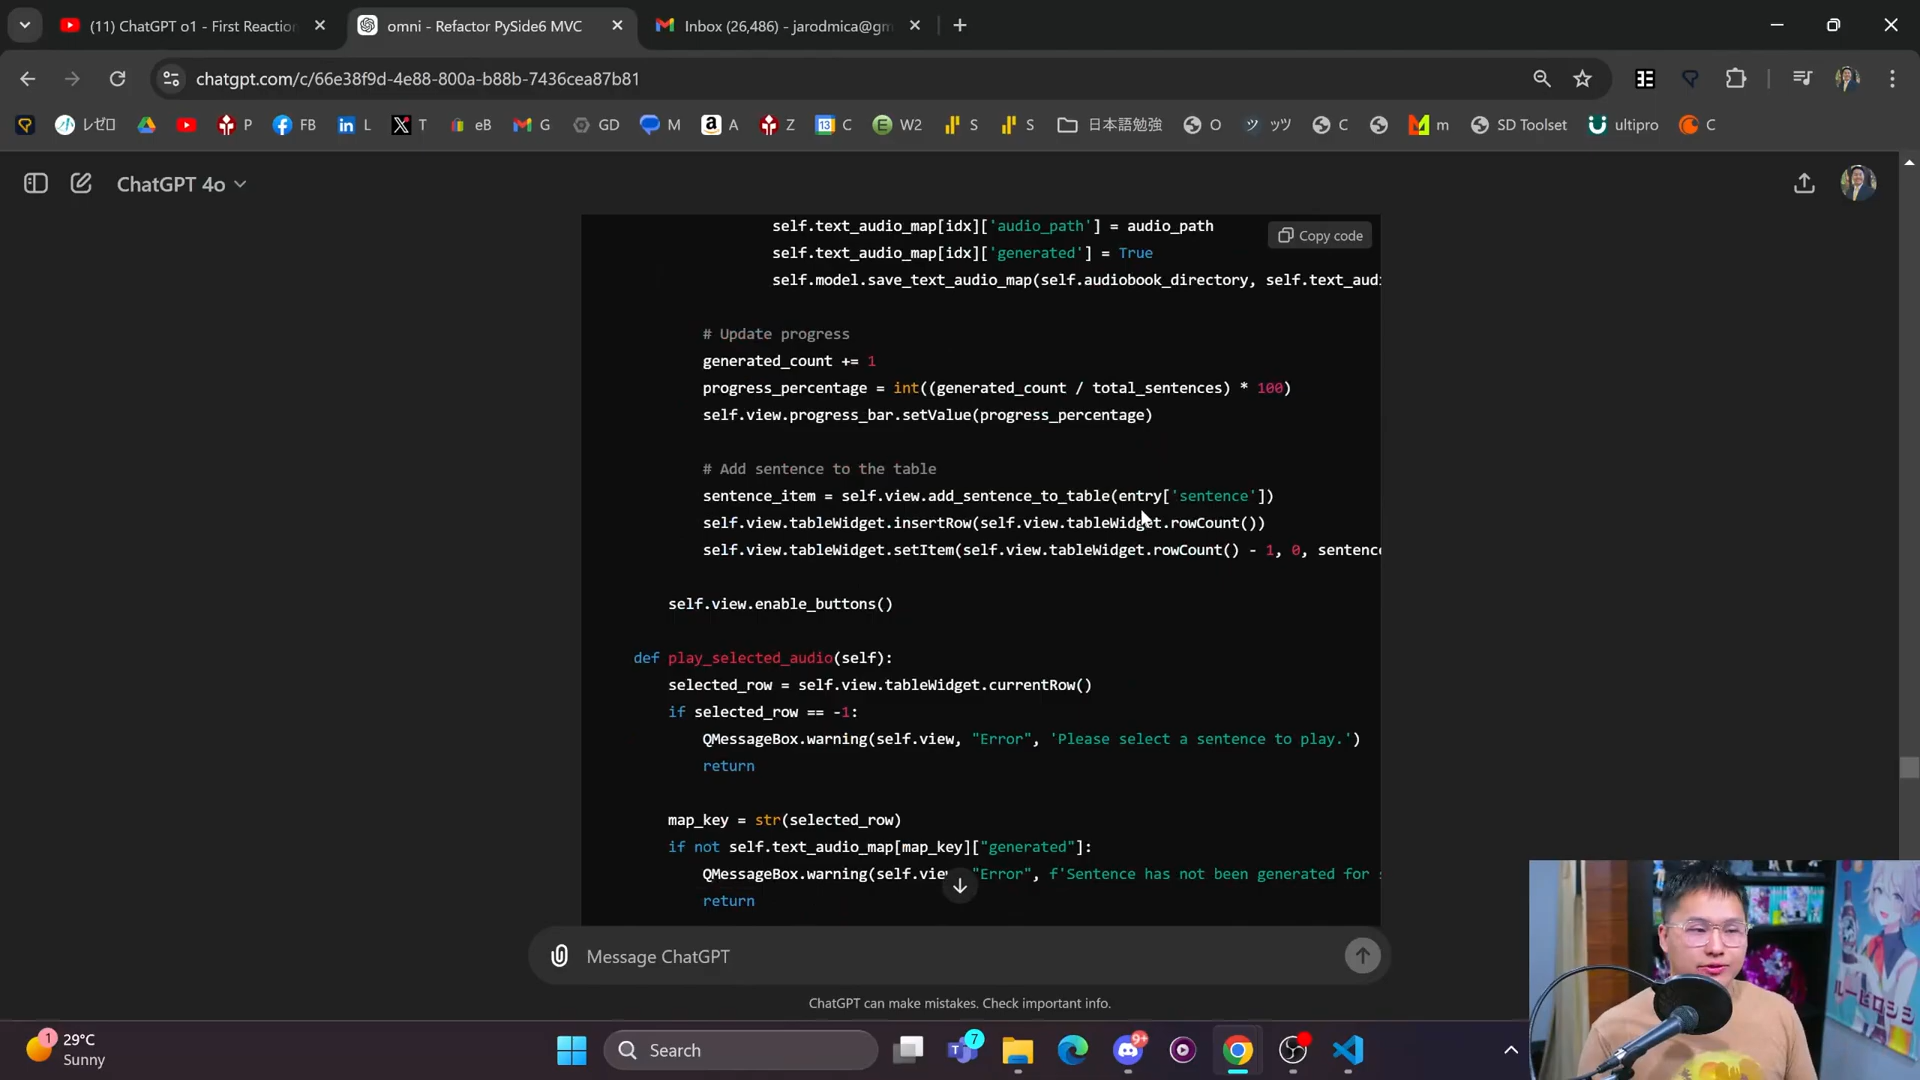 (11) ChatGPT o1 - First Reaction
omni - Refactor PySide6 MVC
Inbox (26,486) - jarodmica@gm
chatgpt.com/c/66e38f9d-4e88-800a-b88b-7436cea87b81
レゼロ
P
FB
L
T
eB
G
GD
M
A
Z
C
W2
S
S
日本語勉強
O
ッツ
C
m
SD Toolset
ultipro
C
ChatGPT 4o
Copy code
self.text_audio_map[idx]['audio_path'] = audio_path
self.text_audio_map[idx]['generated'] = True
self.model.save_text_audio_map(self.audiobook_directory, self.text_audi
# Update progress
generated_count += 1
progress_percentage = int((generated_count / total_sentences) * 100)
self.view.progress_bar.setValue(progress_percentage)
# Add sentence to the table
sentence_item = self.view.add_sentence_to_table(entry['sentence'])
self.view.tableWidget.insertRow(self.view.tableWidget.rowCount())
self.view.tableWidget.setItem(self.view.tableWidget.rowCount() - 1, 0, sentence
self.view.enable_buttons()
def play_selected_audio(self):
selected_row = self.view.tableWidget.currentRow()
if selected_row == -1:
QMessageBox.warning(self.view, "Error", 'Please select a sentence to play.')
return
map_key = str(selected_row)
if not self.text_audio_map[map_key]["generated"]:
QMessageBox.warning(self.view, "Error", f'Sentence has not been generated for s
return
Message ChatGPT
ChatGPT can make mistakes. Check important info.
1
29°C
Sunny
Search
7
9+